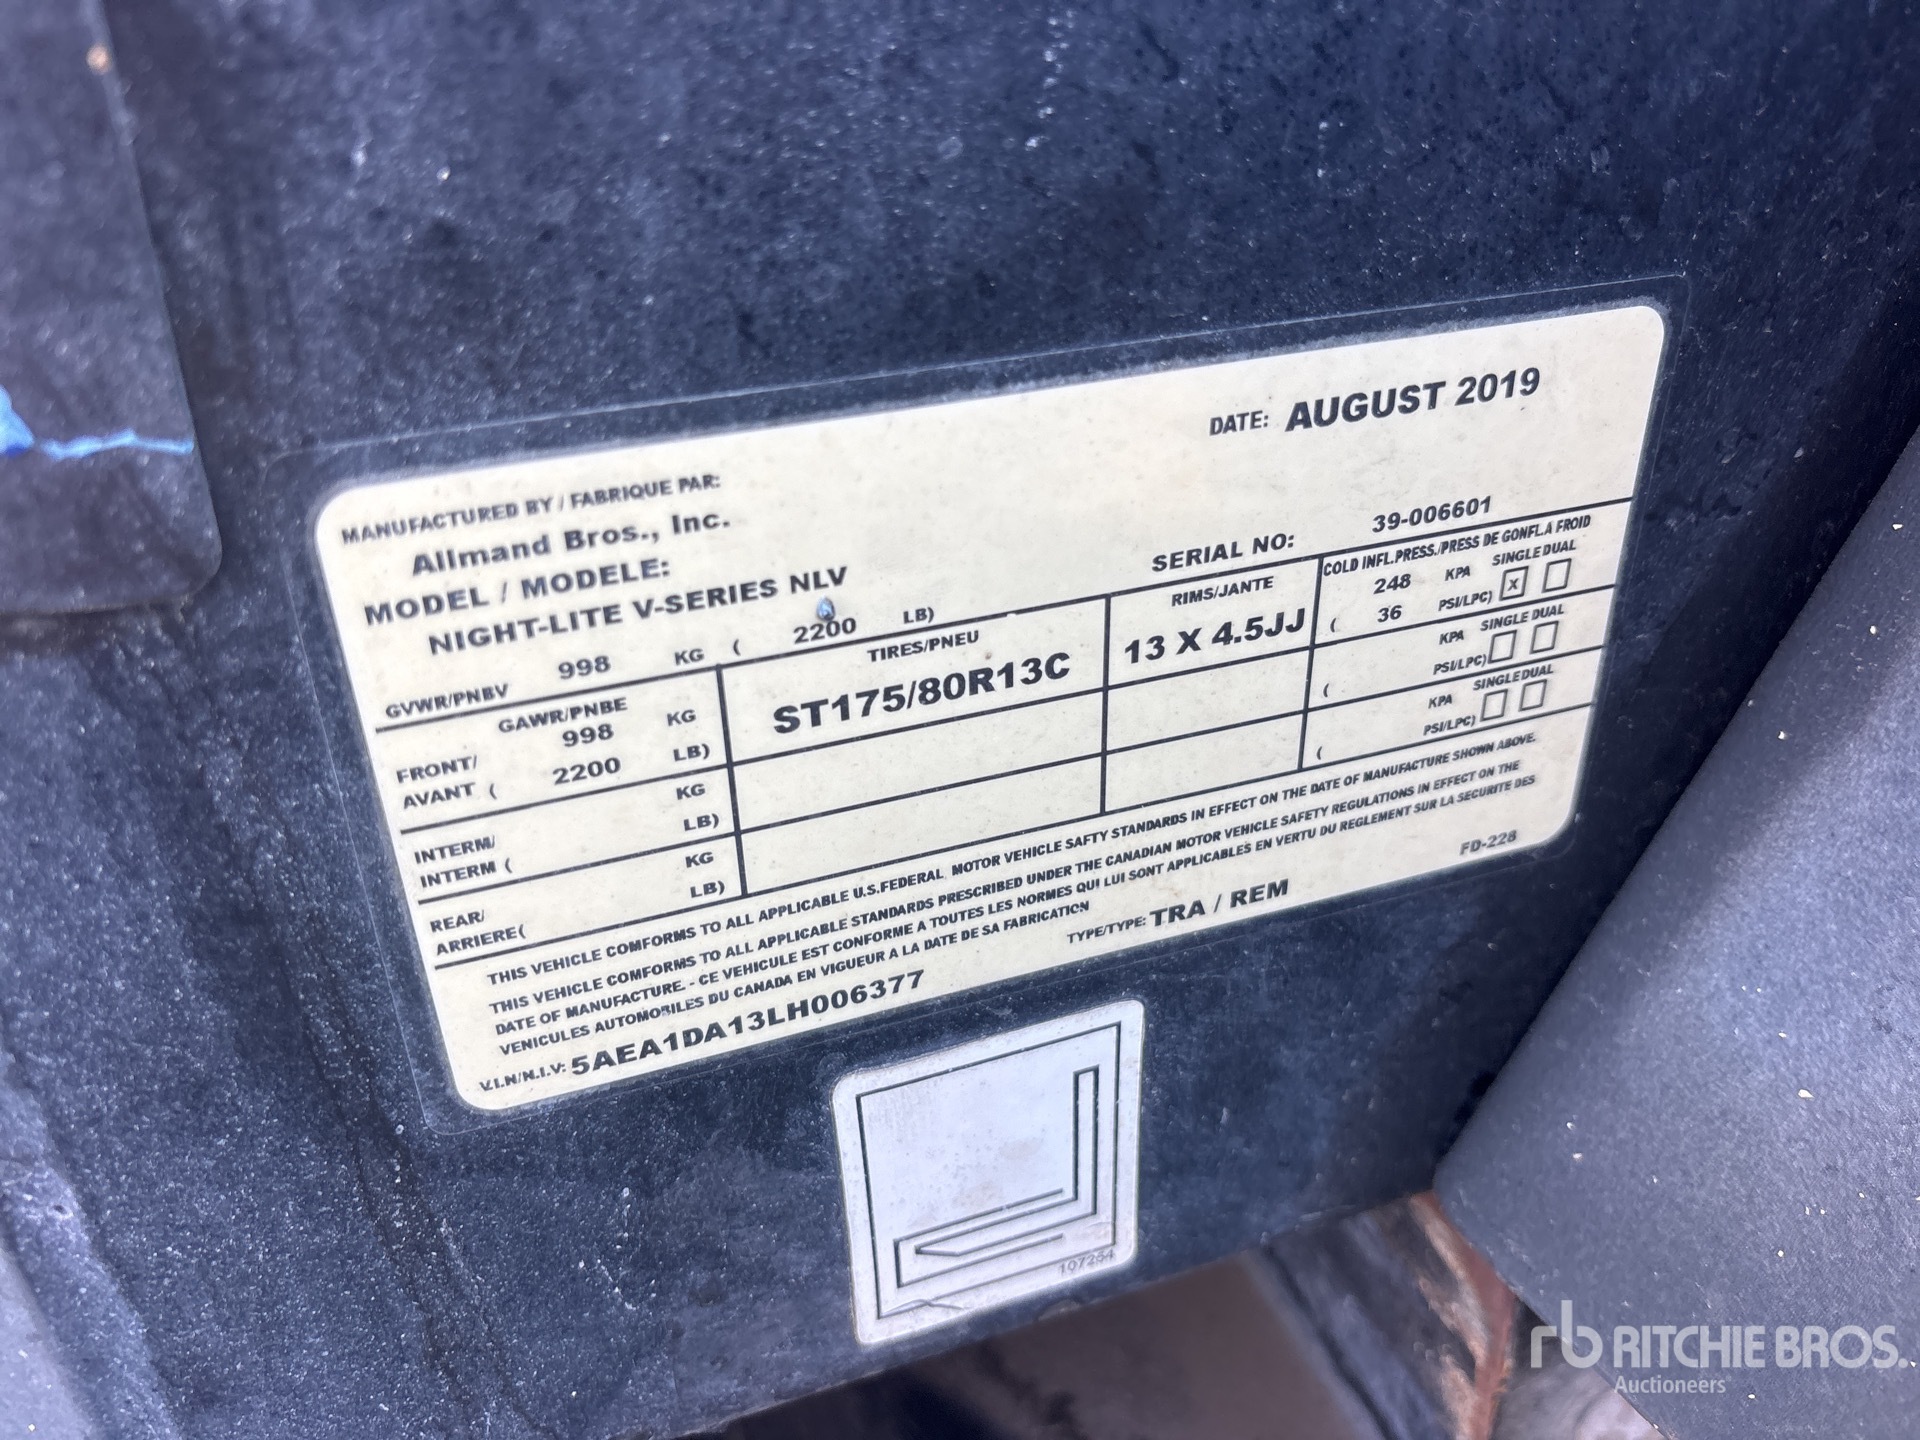 DATE: AUGUST 2019
MANUFACTURED BY / FABRIQUE PAR:
Allmand Bros., Inc.
MODEL / MODELE:
NIGHT-LITE V-SERIES NLV
SERIAL NO: 39-006601
GVWR/PNBV 998 KG ( 2200 LB)
GAWR/PNBE
TIRES/PNEU
RIMS/JANTE
COLD INFL.PRESS./PRESS DE GONFL.A FROID
FRONT/ 998 KG
AVANT ( 2200 LB)
ST175/80R13C
13 X 4.5JJ
248 KPA SINGLE DUAL
( 36 PSI/LPC) x
INTERM/ KG
INTERM ( LB)
KPA SINGLE DUAL
( PSI/LPC)
REAR/ KG
ARRIERE( LB)
KPA SINGLE DUAL
( PSI/LPC)
THIS VEHICLE COMFORMS TO ALL APPLICABLE U.S.FEDERAL MOTOR VEHICLE SAFTY STANDARDS IN EFFECT ON THE DATE OF MANUFACTURE SHOWN ABOVE.
THIS VEHICLE COMFORMS TO ALL APPLICABLE STANDARDS PRESCRIBED UNDER THE CANADIAN MOTOR VEHICLE SAFETY REGULATIONS IN EFFECT ON THE
DATE OF MANUFACTURE. - CE VEHICULE EST CONFORME A TOUTES LES NORMES QUI LUI SONT APPLICABLES EN VERTU DU REGLEMENT SUR LA SECURITE DES
VENICULES AUTOMOBILES DU CANADA EN VIGUEUR A LA DATE DE SA FABRICATION
V.I.N/N.I.V: 5AEA1DA13LH006377
TYPE/TYPE: TRA / REM
FD-228
107254
rb RITCHIE BROS.
Auctioneers